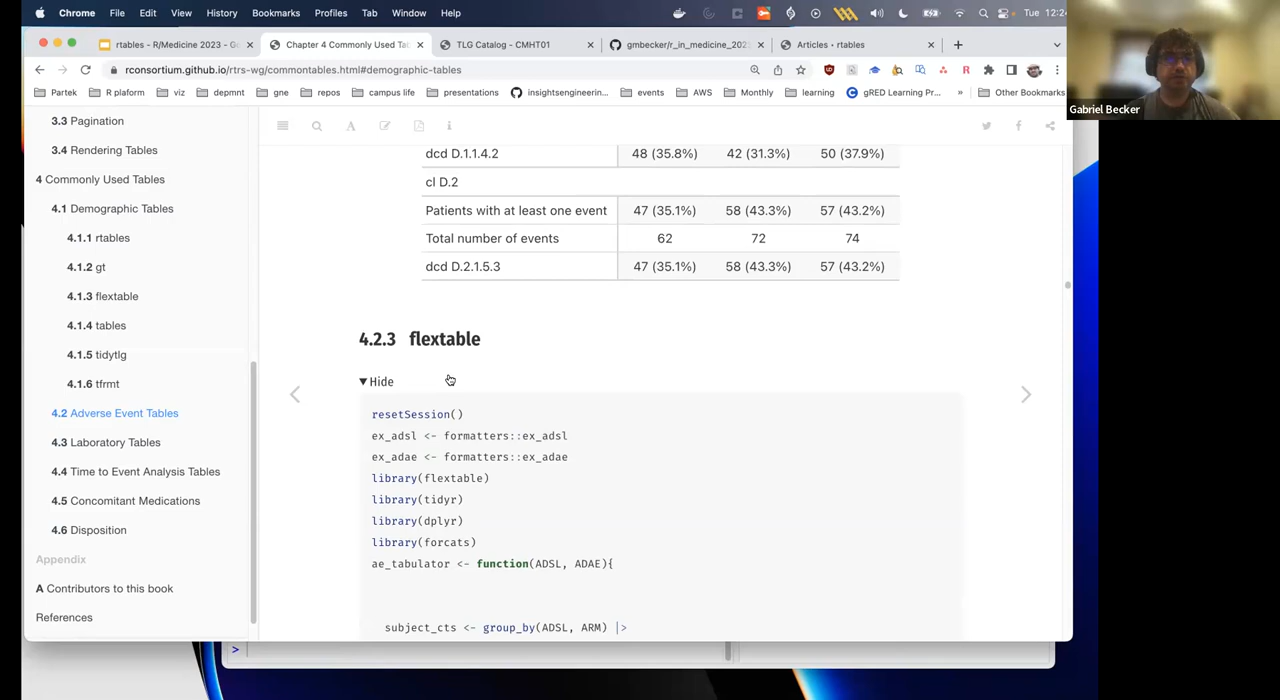 Chrome File Edit View History Bookmarks Profiles Tab Window Help Tue 12:24
rtables - R/Medicine 2023 - G Chapter 4 Commonly Used Ta TLG Catalog - CMHT01 gmbecker/r_in_medicine_202 Articles • rtables
rconsortium.github.io/rtrs-wg/commontables.html#demographic-tables
Partek R plaform viz depmnt gne repos campus life presentations insightsengineerin... events AWS Monthly learning gRED Learning Pr... » Other Bookmarks
Gabriel Becker
3.3 Pagination
3.4 Rendering Tables
4 Commonly Used Tables
4.1 Demographic Tables
4.1.1 rtables
4.1.2 gt
4.1.3 flextable
4.1.4 tables
4.1.5 tidytlg
4.1.6 tfrmt
4.2 Adverse Event Tables
4.3 Laboratory Tables
4.4 Time to Event Analysis Tables
4.5 Concomitant Medications
4.6 Disposition
Appendix
A Contributors to this book
References
dcd D.1.1.4.2 48 (35.8%) 42 (31.3%) 50 (37.9%)
cl D.2
Patients with at least one event 47 (35.1%) 58 (43.3%) 57 (43.2%)
Total number of events 62 72 74
dcd D.2.1.5.3 47 (35.1%) 58 (43.3%) 57 (43.2%)
4.2.3 flextable
▼ Hide
resetSession()
ex_adsl <- formatters::ex_adsl
ex_adae <- formatters::ex_adae
library(flextable)
library(tidyr)
library(dplyr)
library(forcats)
ae_tabulator <- function(ADSL, ADAE){
subject_cts <- group_by(ADSL, ARM) |>
>